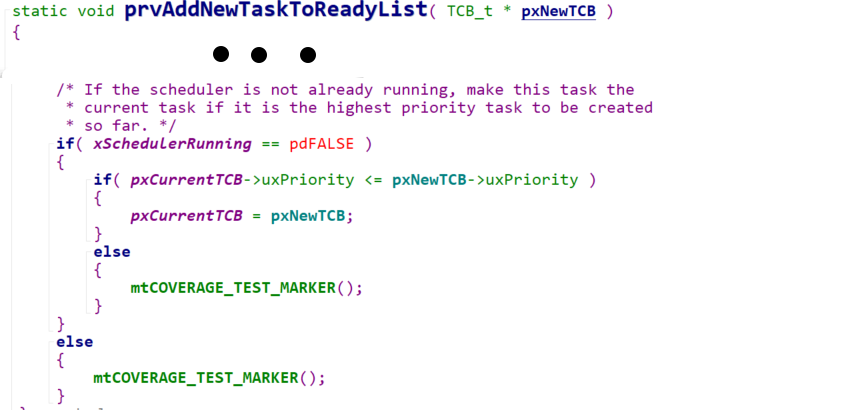 static void prvAddNewTaskToReadyList( TCB_t * pxNewTCB )
{
/* If the scheduler is not already running, make this task the
* current task if it is the highest priority task to be created
* so far. */
if( xSchedulerRunning == pdFALSE )
{
if( pxCurrentTCB->uxPriority <= pxNewTCB->uxPriority )
{
pxCurrentTCB = pxNewTCB;
}
else
{
mtCOVERAGE_TEST_MARKER();
}
}
else
{
mtCOVERAGE_TEST_MARKER();
}